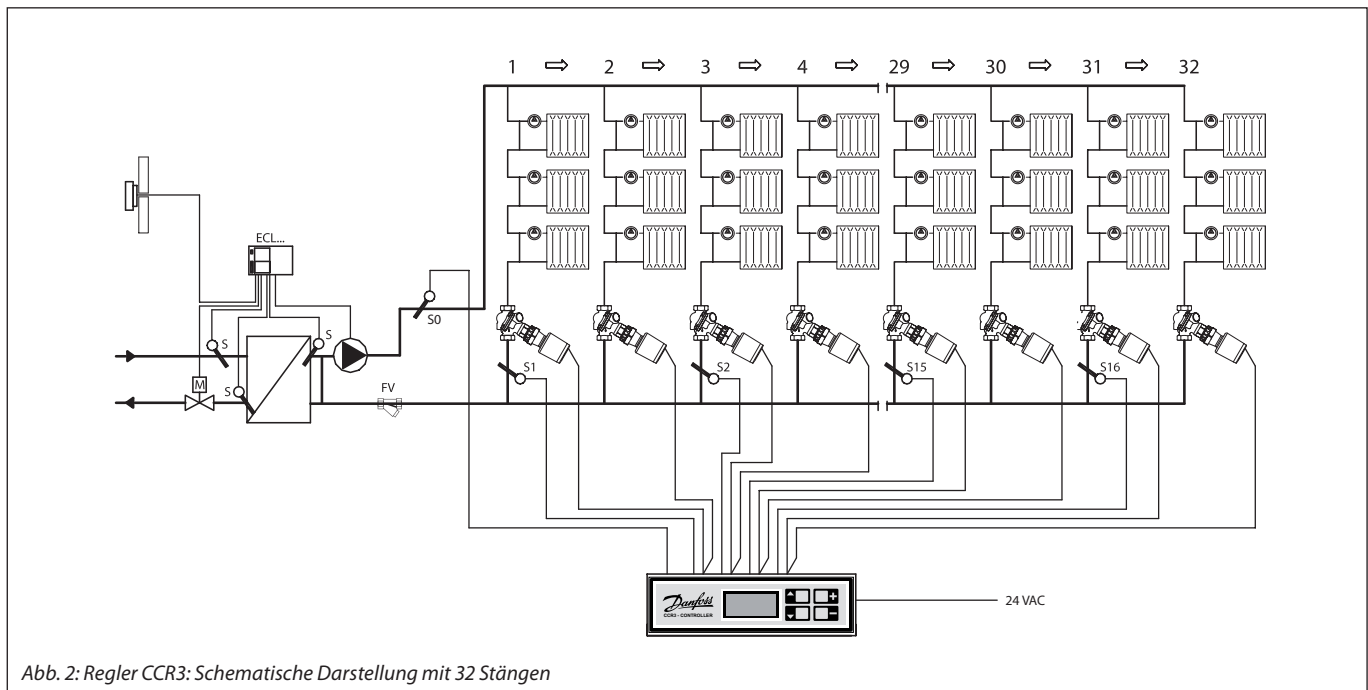 1 ⇨ 2 ⇨ 3 ⇨ 4 ⇨ 29 ⇨ 30 ⇨ 31 ⇨ 32
ECL...
S0
S
S
S1
S2
S15
S16
M
S
FV
Danfoss
CCR3 - CONTROLLER
+
−
24 VAC
Abb. 2: Regler CCR3: Schematische Darstellung mit 32 Stängen